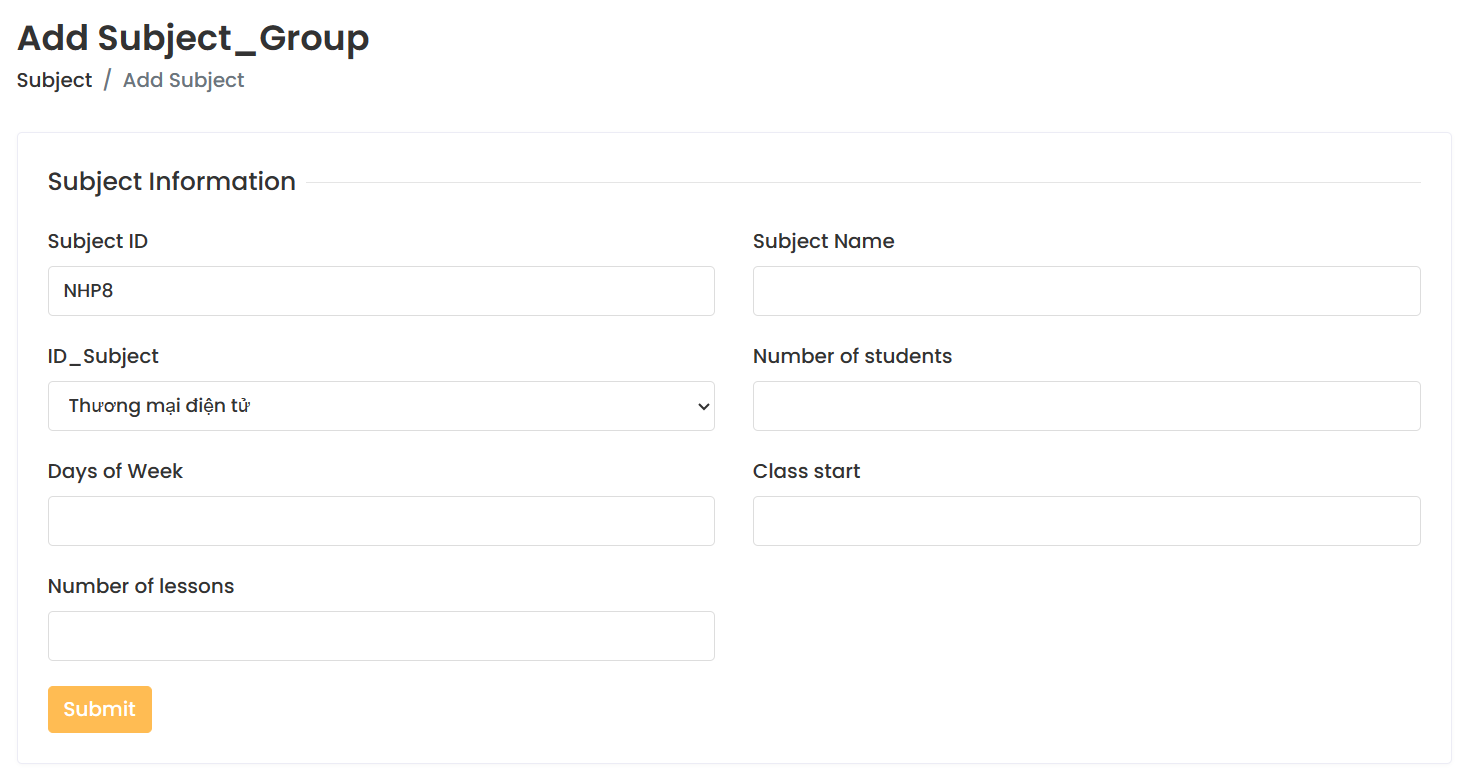 Add Subject_Group
Subject / Add Subject
Subject Information
Subject ID
Subject Name
NHP8
ID_Subject
Number of students
Thương mại điện tử
Days of Week
Class start
Number of lessons
Submit